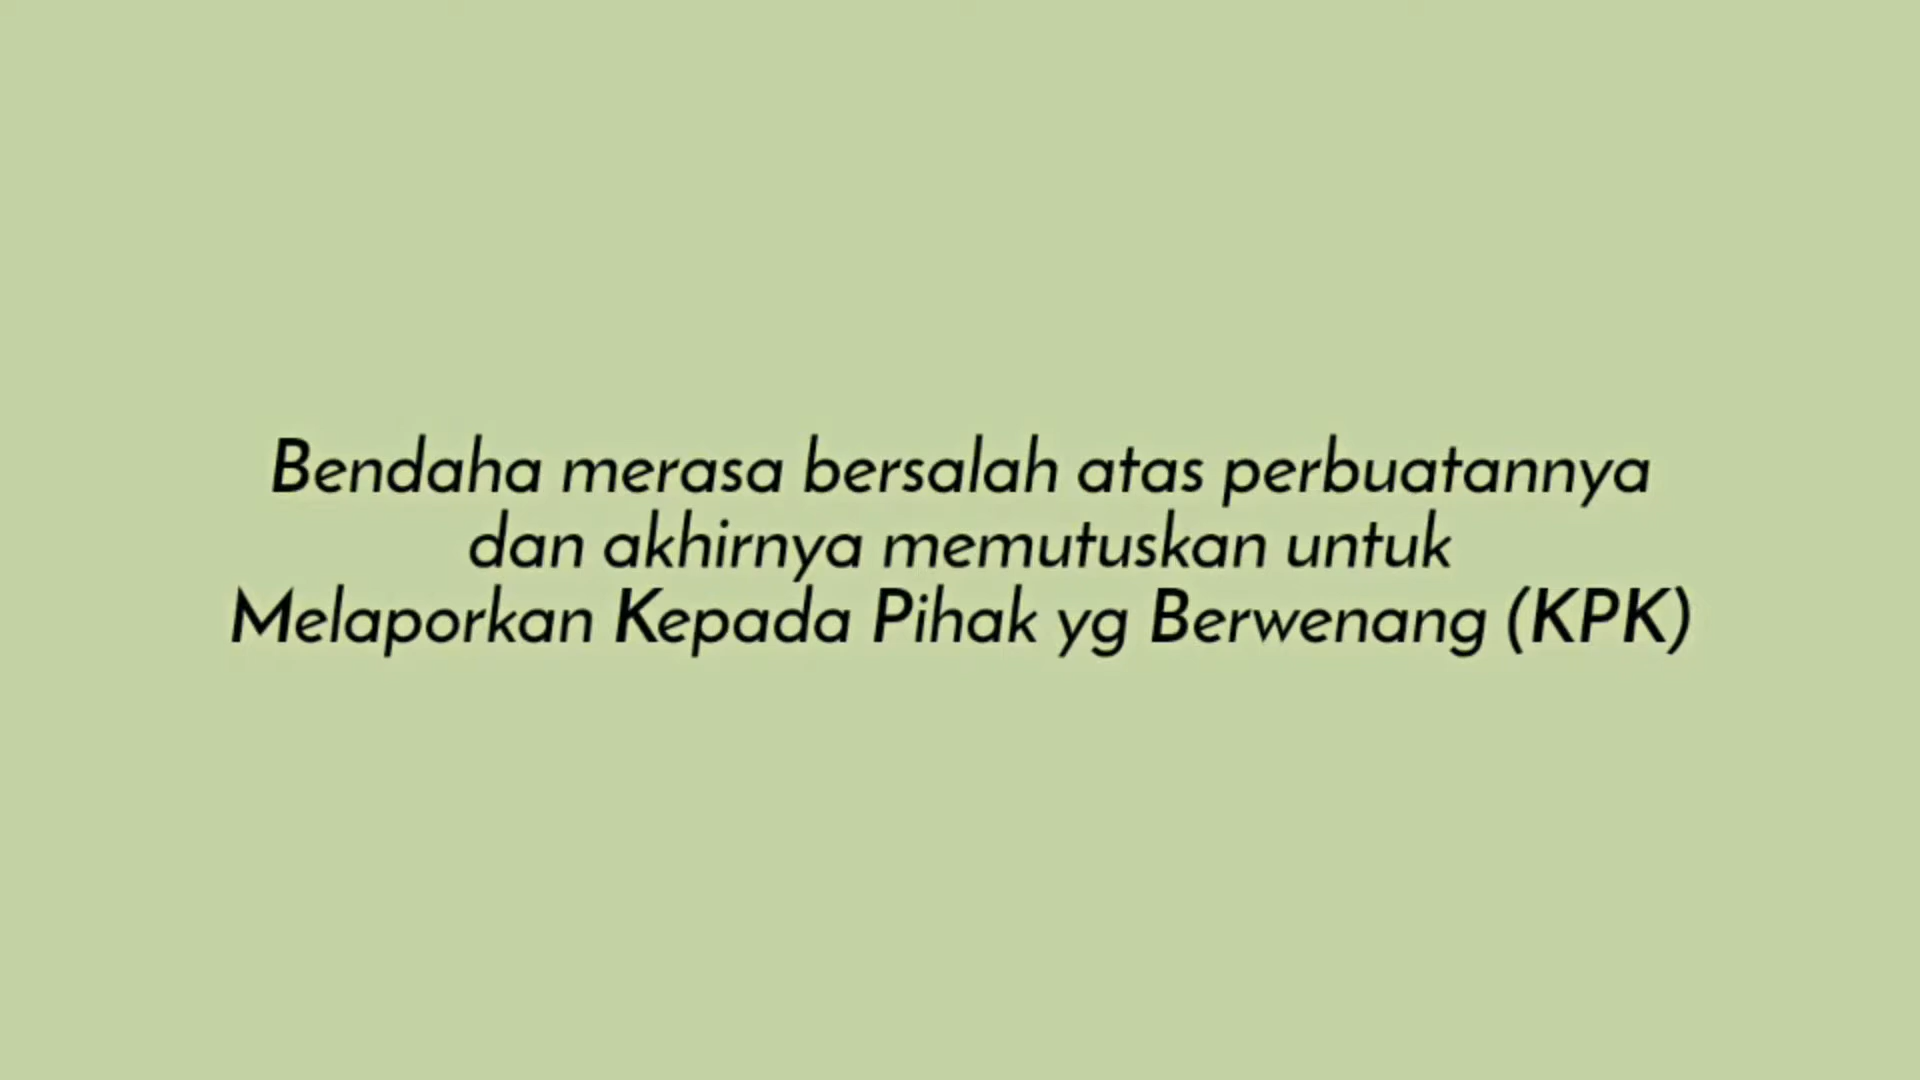 Bendaha merasa bersalah atas perbuatannya
dan akhirnya memutuskan untuk
Melaporkan Kepada Pihak yg Berwenang (KPK)